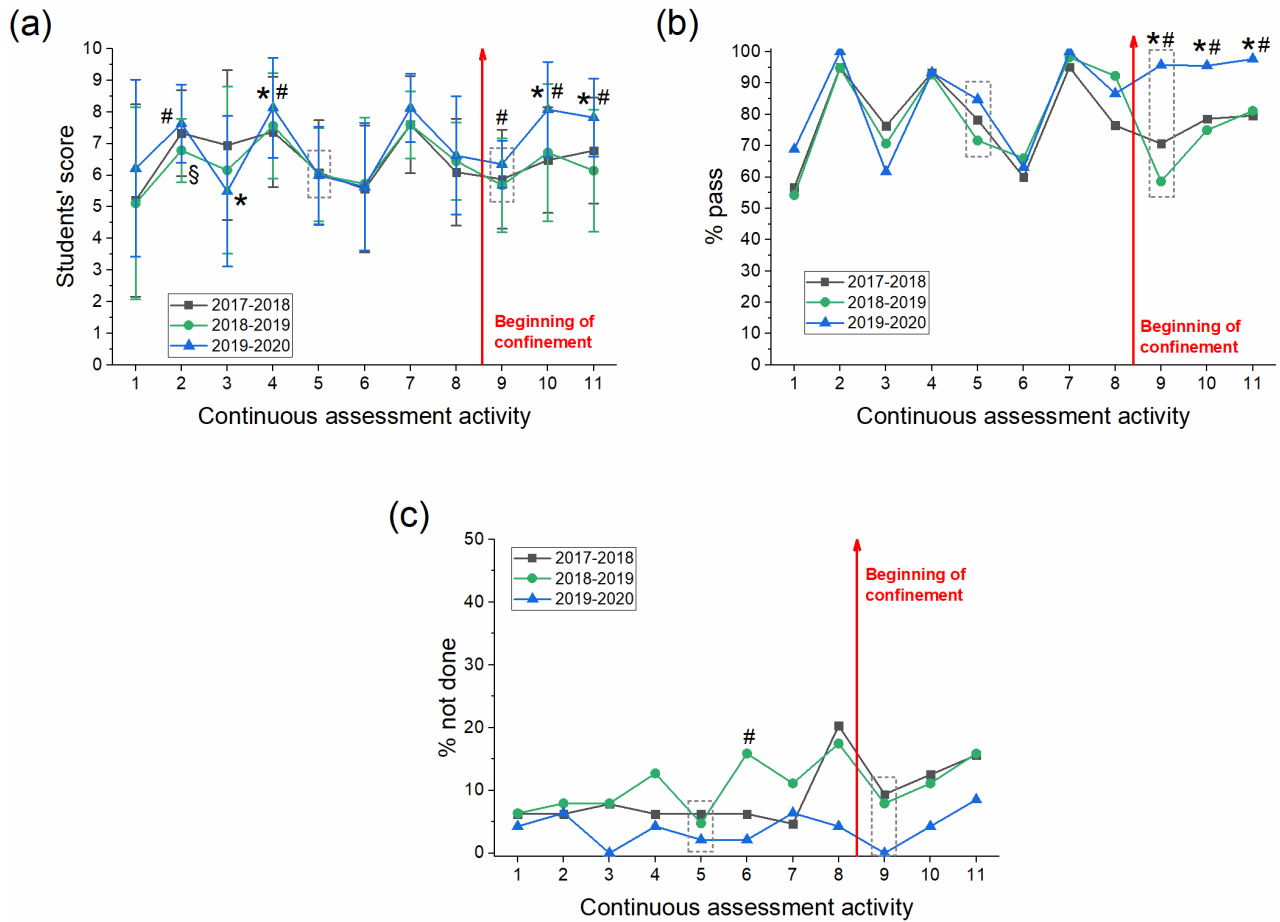 (a)
10
9
8
7
6
5
4
3
2
1
0
Students' score
# § * *# # *# *#
2017-2018
2018-2019
2019-2020
Beginning of
confinement
1 2 3 4 5 6 7 8 9 10 11
Continuous assessment activity
(b)
100
90
80
70
60
50
40
30
20
10
0
% pass
*# *# *#
2017-2018
2018-2019
2019-2020
Beginning of
confinement
1 2 3 4 5 6 7 8 9 10 11
Continuous assessment activity
(c)
50
40
30
20
10
0
% not done
2017-2018
2018-2019
2019-2020
Beginning of
confinement
#
1 2 3 4 5 6 7 8 9 10 11
Continuous assessment activity